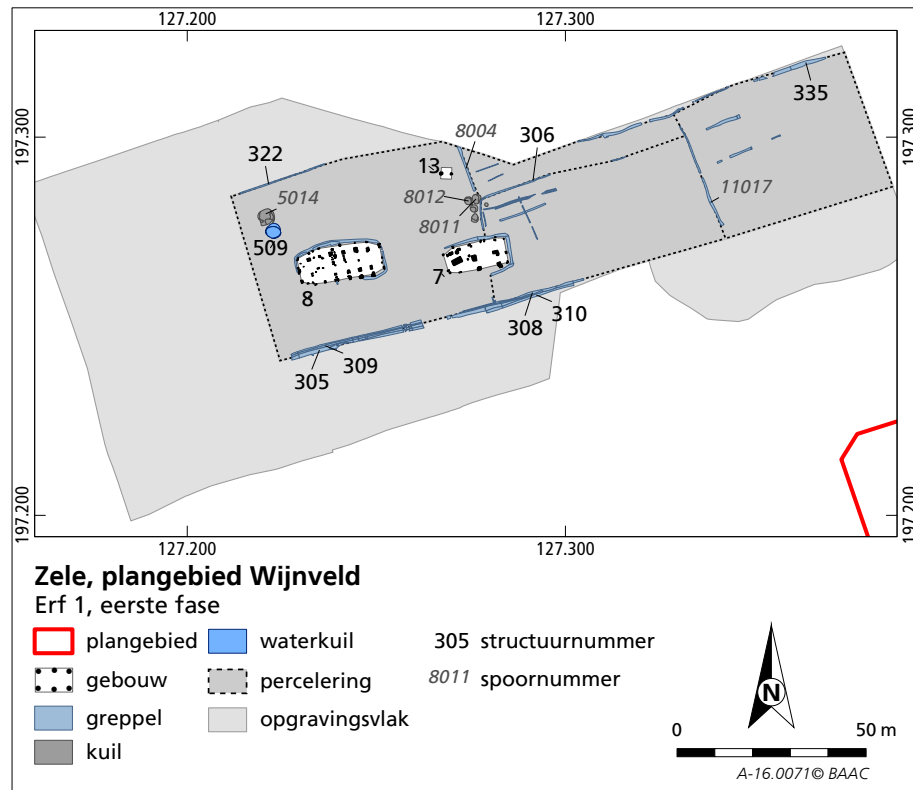 127.200 127.300
197.300 197.300
335
306
8004
13
322
5014
8012
11017
8011
509
7
8
308 310
309
305
197.200 197.200
127.200 127.300
Zele, plangebied Wijnveld
Erf 1, eerste fase
plangebied waterkuil 305 structuurnummer
gebouw percelering 8011 spoornummer
greppel opgravingsvlak
kuil
N
0 50 m
A-16.0071© BAAC